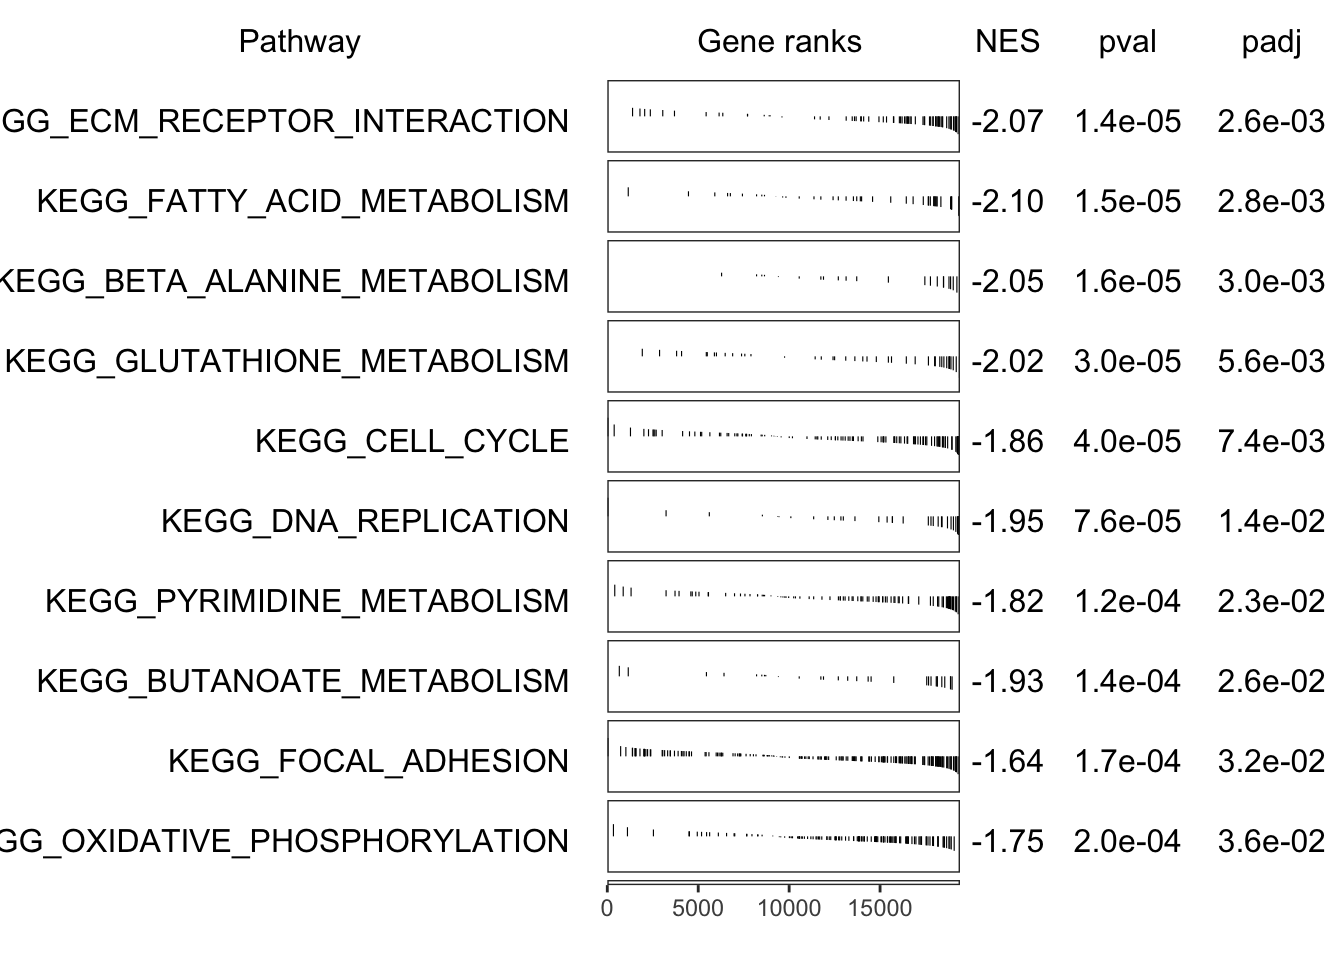 Pathway Gene ranks NES pval padj
GG_ECM_RECEPTOR_INTERACTION -2.07 1.4e-05 2.6e-03
KEGG_FATTY_ACID_METABOLISM -2.10 1.5e-05 2.8e-03
KEGG_BETA_ALANINE_METABOLISM -2.05 1.6e-05 3.0e-03
KEGG_GLUTATHIONE_METABOLISM -2.02 3.0e-05 5.6e-03
KEGG_CELL_CYCLE -1.86 4.0e-05 7.4e-03
KEGG_DNA_REPLICATION -1.95 7.6e-05 1.4e-02
KEGG_PYRIMIDINE_METABOLISM -1.82 1.2e-04 2.3e-02
KEGG_BUTANOATE_METABOLISM -1.93 1.4e-04 2.6e-02
KEGG_FOCAL_ADHESION -1.64 1.7e-04 3.2e-02
GG_OXIDATIVE_PHOSPHORYLATION -1.75 2.0e-04 3.6e-02
0 5000 10000 15000